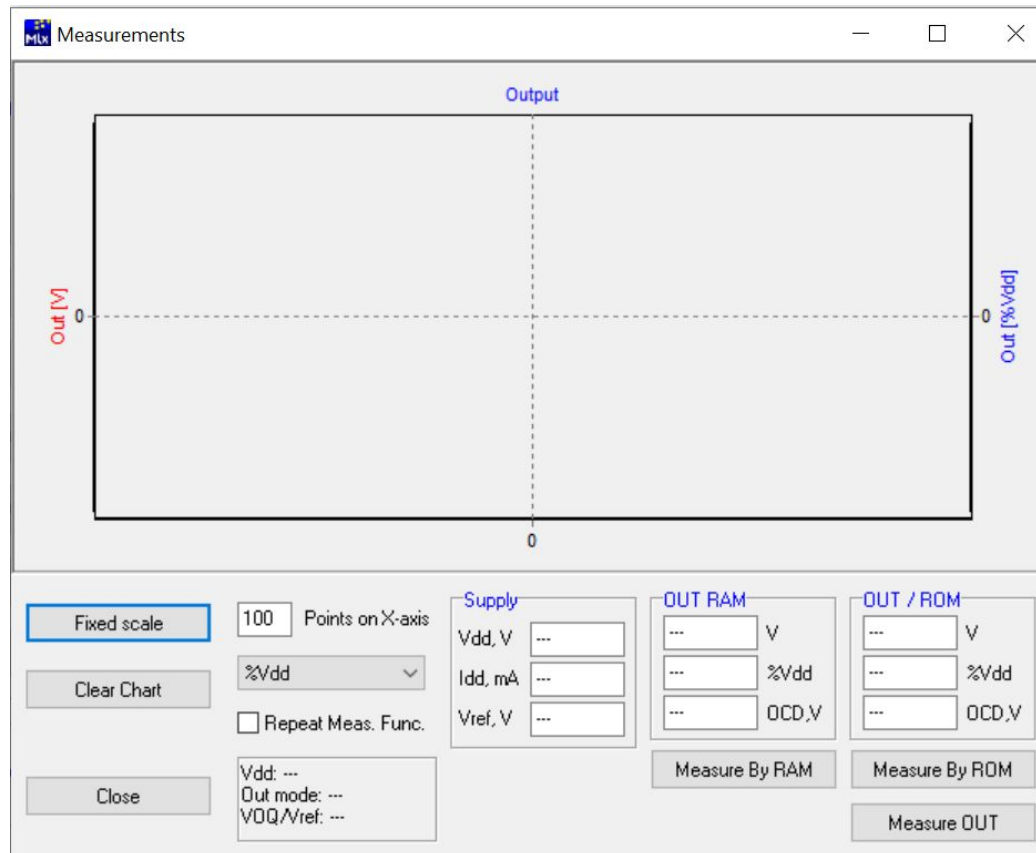 Mlx Measurements
Output
Out [V]
0
0
Out [%Vdd]
0
Fixed scale
Clear Chart
Close
100 Points on X-axis
%Vdd
Repeat Meas. Func.
Vdd: ---
Out mode: ---
VOQ/Vref: ---
Supply
Vdd, V ---
Idd, mA ---
Vref, V ---
OUT RAM
--- V
--- %Vdd
--- OCD,V
Measure By RAM
OUT / ROM
--- V
--- %Vdd
--- OCD,V
Measure By ROM
Measure OUT